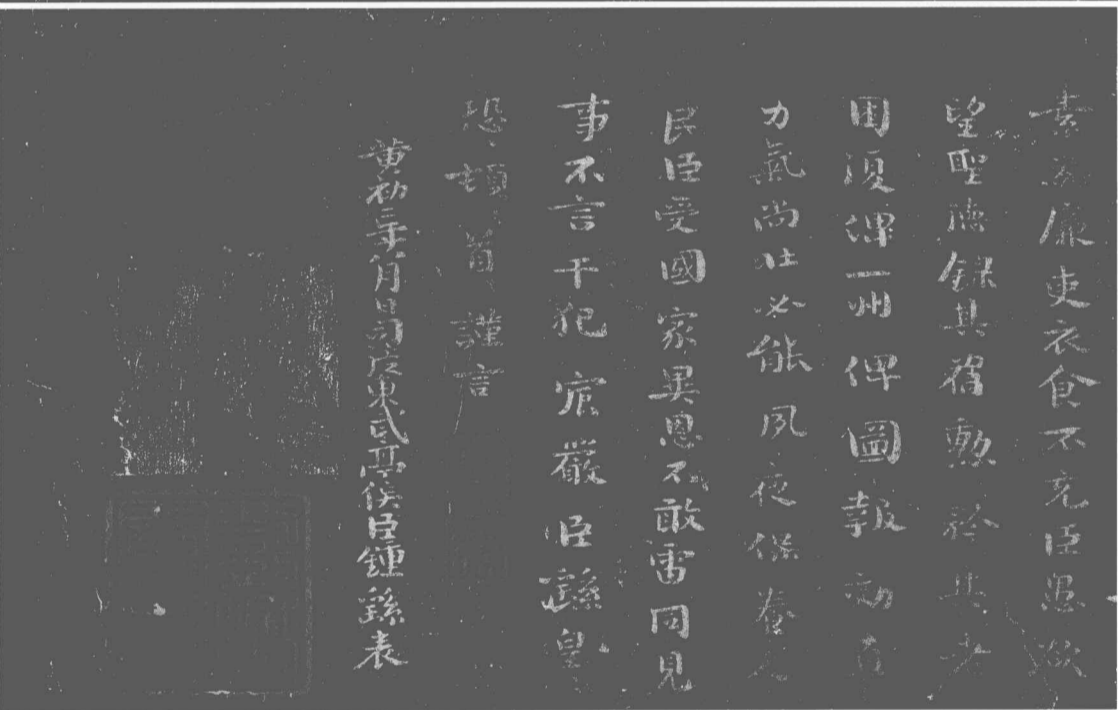 素為廉吏衣食不充臣愚欲
望聖德錄其舊勳矜其老
困復俾一州俾圖報効直
力氣尚壯必能夙夜保養人
民臣受國家異恩不敢雷同見
事不言干犯宸嚴臣繇皇
恐頓首謹言
黃初二年八月日司徒東武亭侯臣鍾繇表